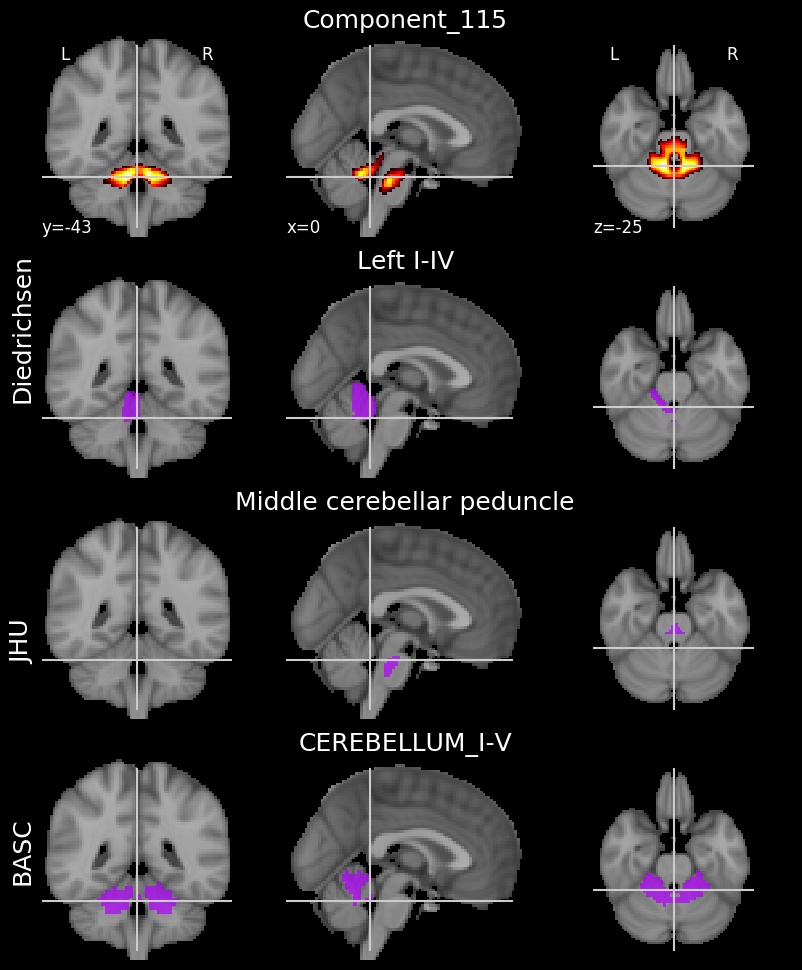 Component_115
L R L R
y=-43 x=0 z=-25
Diedrichsen
Left I-IV
JHU
Middle cerebellar peduncle
BASC
CEREBELLUM_I-V